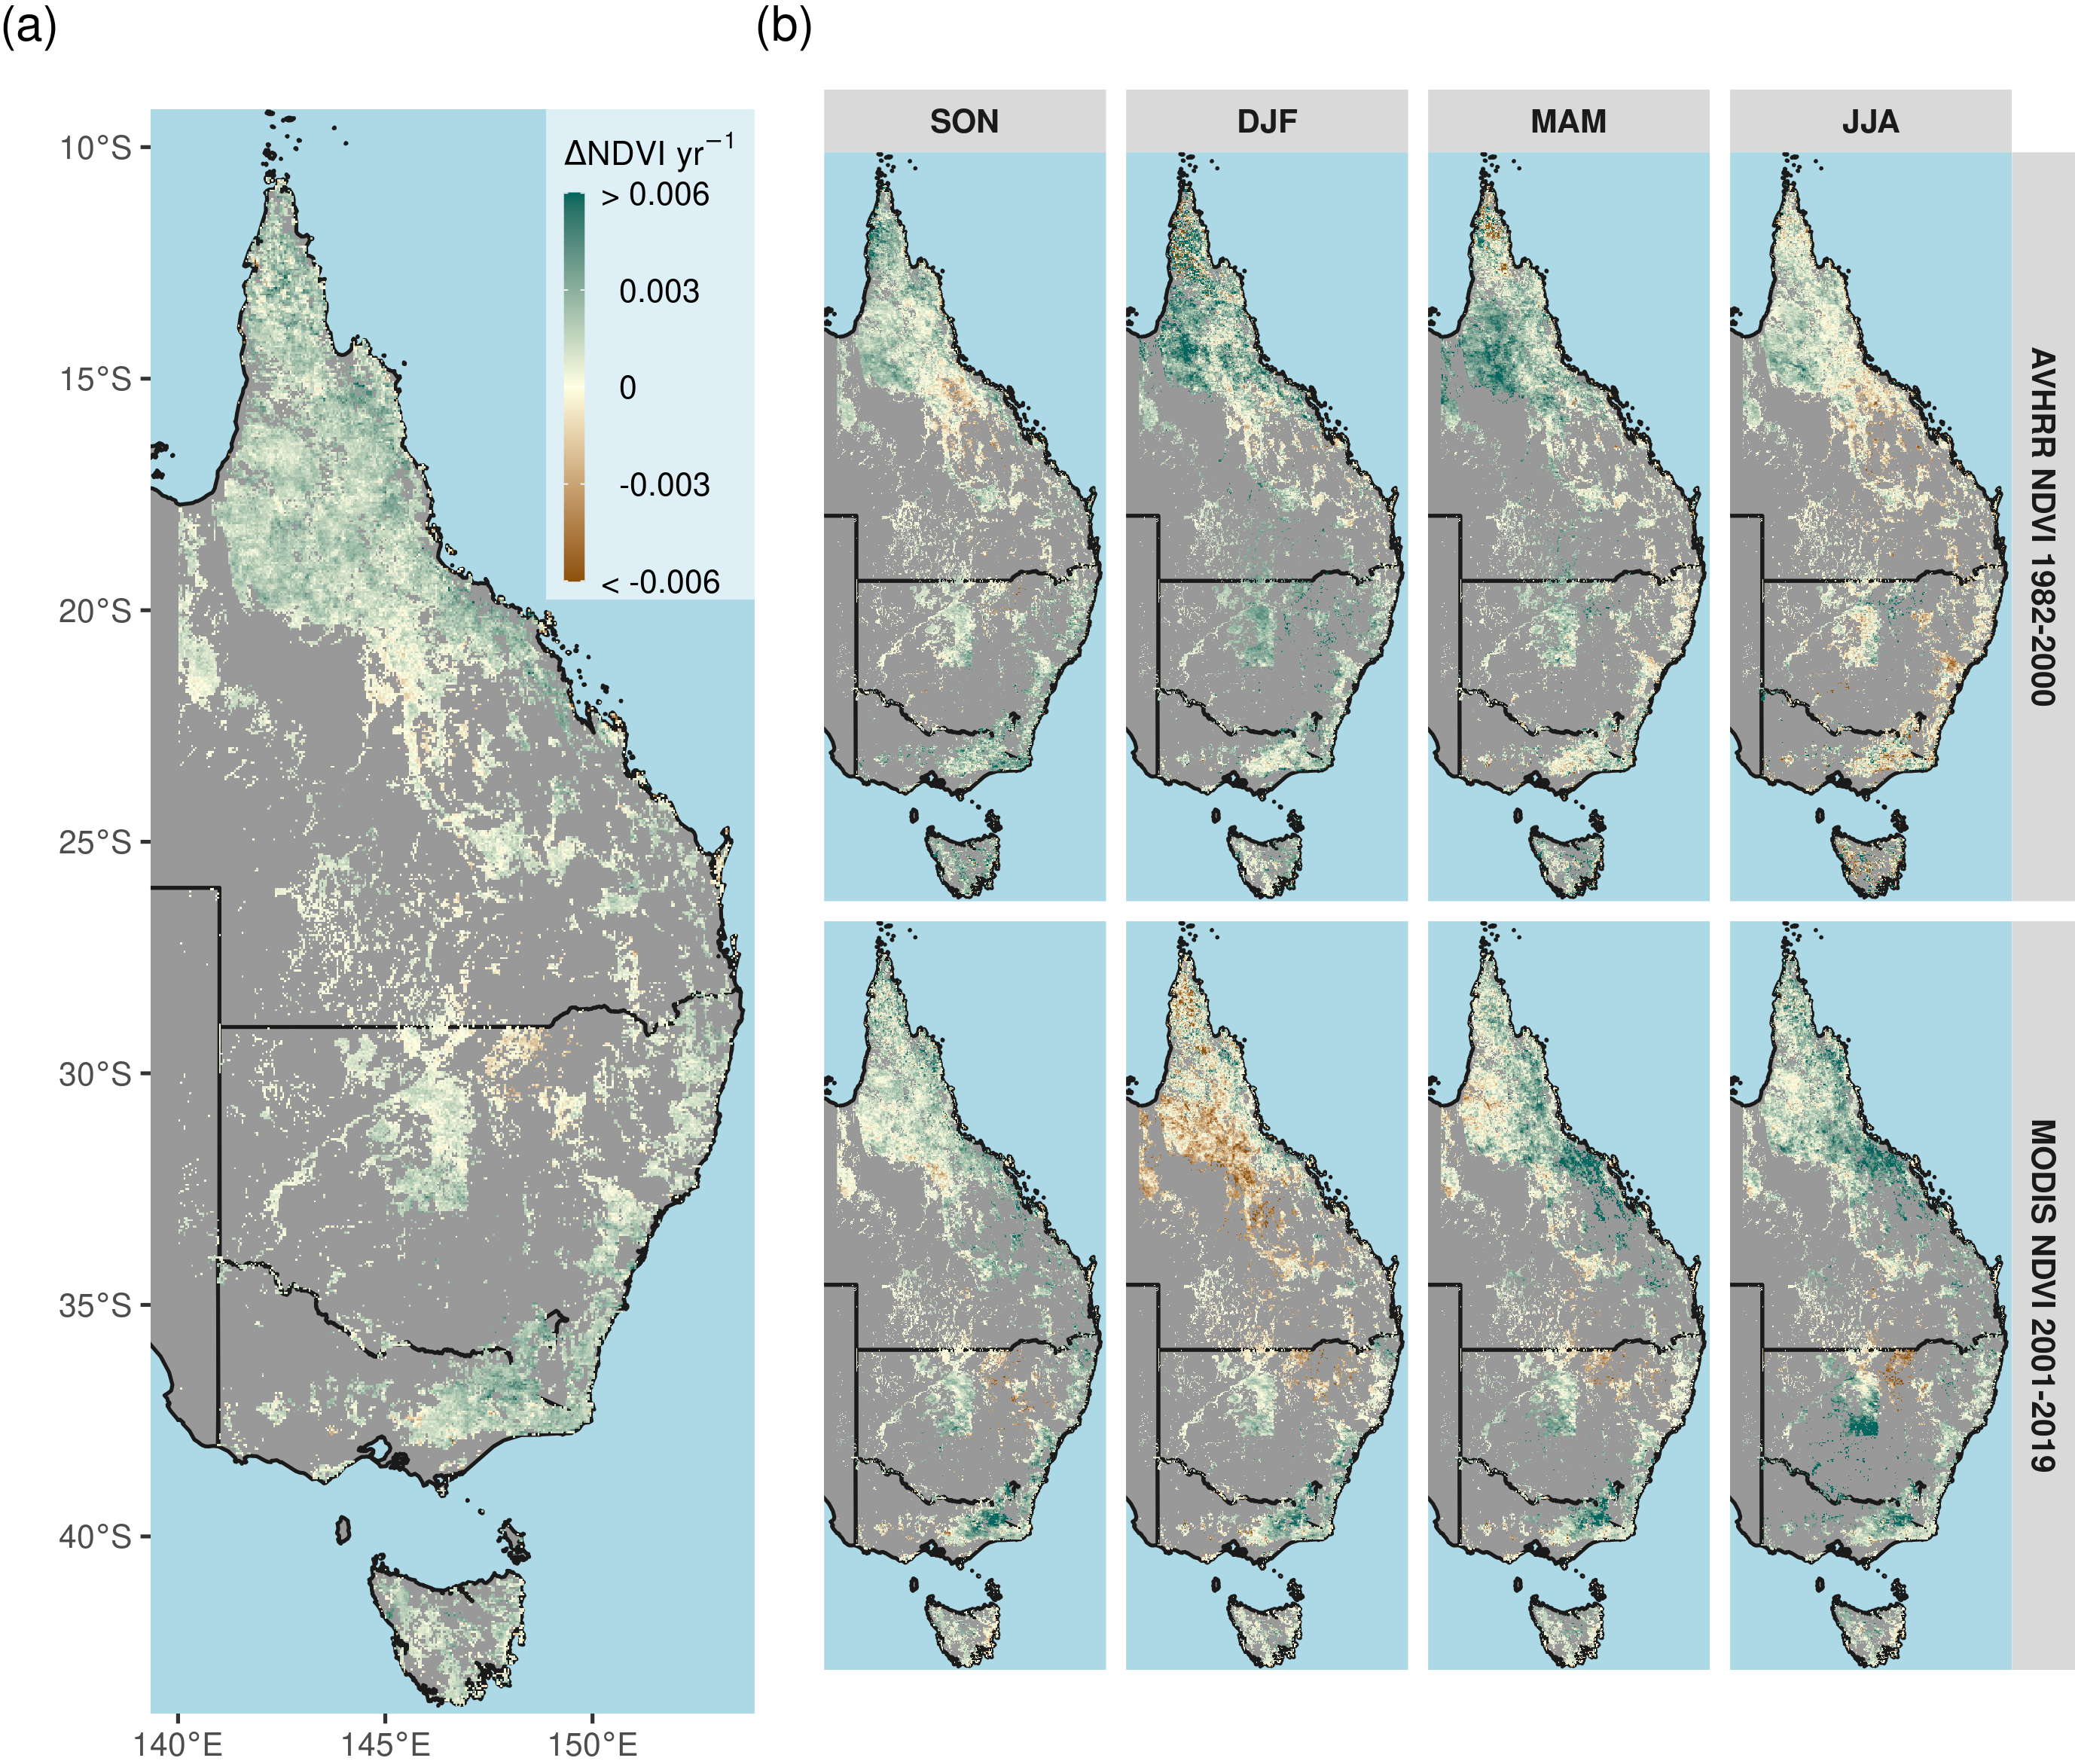 (a)
(b)
ΔNDVI yr⁻¹
> 0.006
0.003
0
-0.003
< -0.006
10°S
15°S
20°S
25°S
30°S
35°S
40°S
140°E
145°E
150°E
SON
DJF
MAM
JJA
AVHRR NDVI 1982-2000
MODIS NDVI 2001-2019